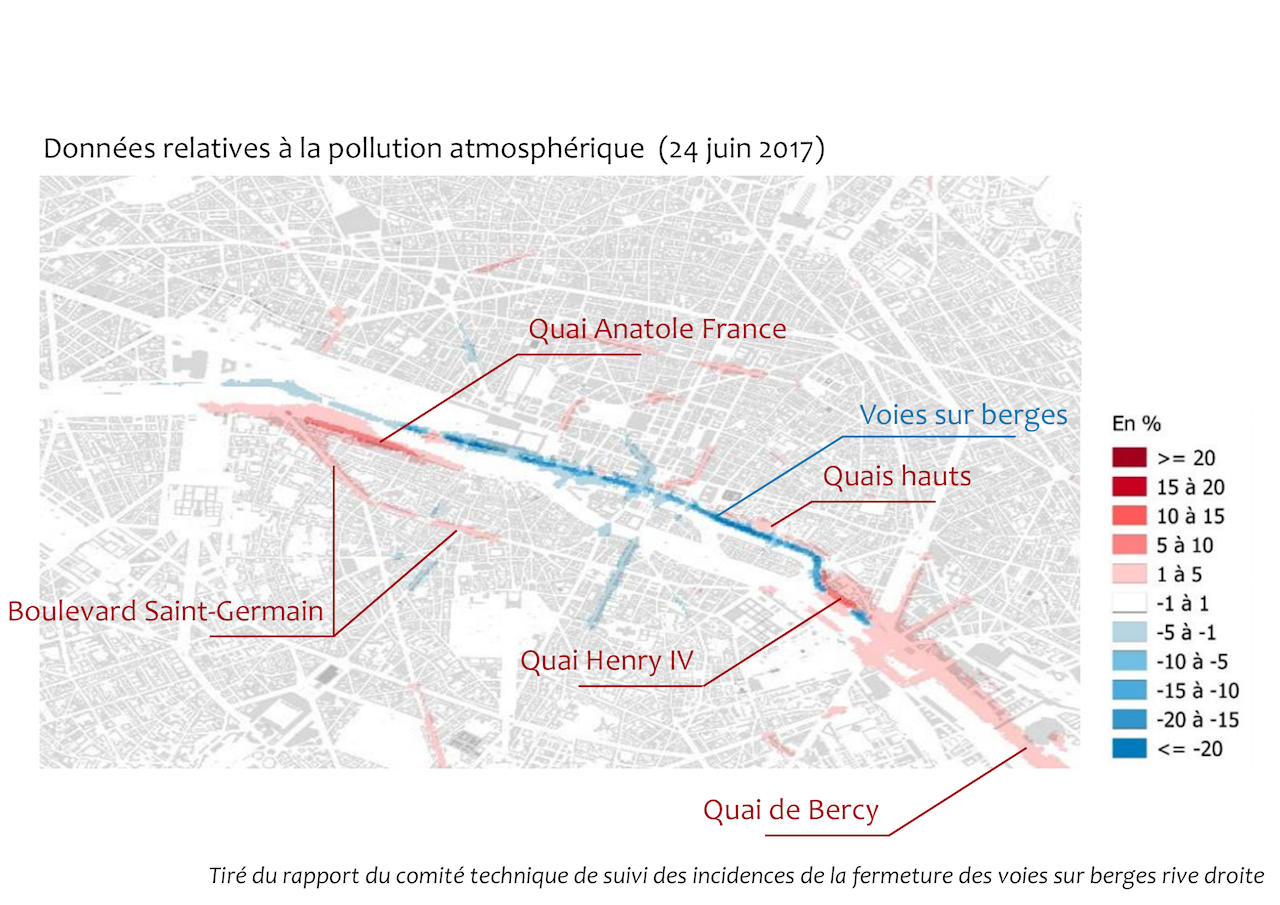 Données relatives à la pollution atmosphérique (24 juin 2017)
Quai Anatole France
Voies sur berges
Quais hauts
Boulevard Saint-Germain
Quai Henry IV
Quai de Bercy
En %
>= 20
15 à 20
10 à 15
5 à 10
1 à 5
-1 à 1
-5 à -1
-10 à -5
-15 à -10
-20 à -15
<= -20
Tiré du rapport du comité technique de suivi des incidences de la fermeture des voies sur berges rive droite